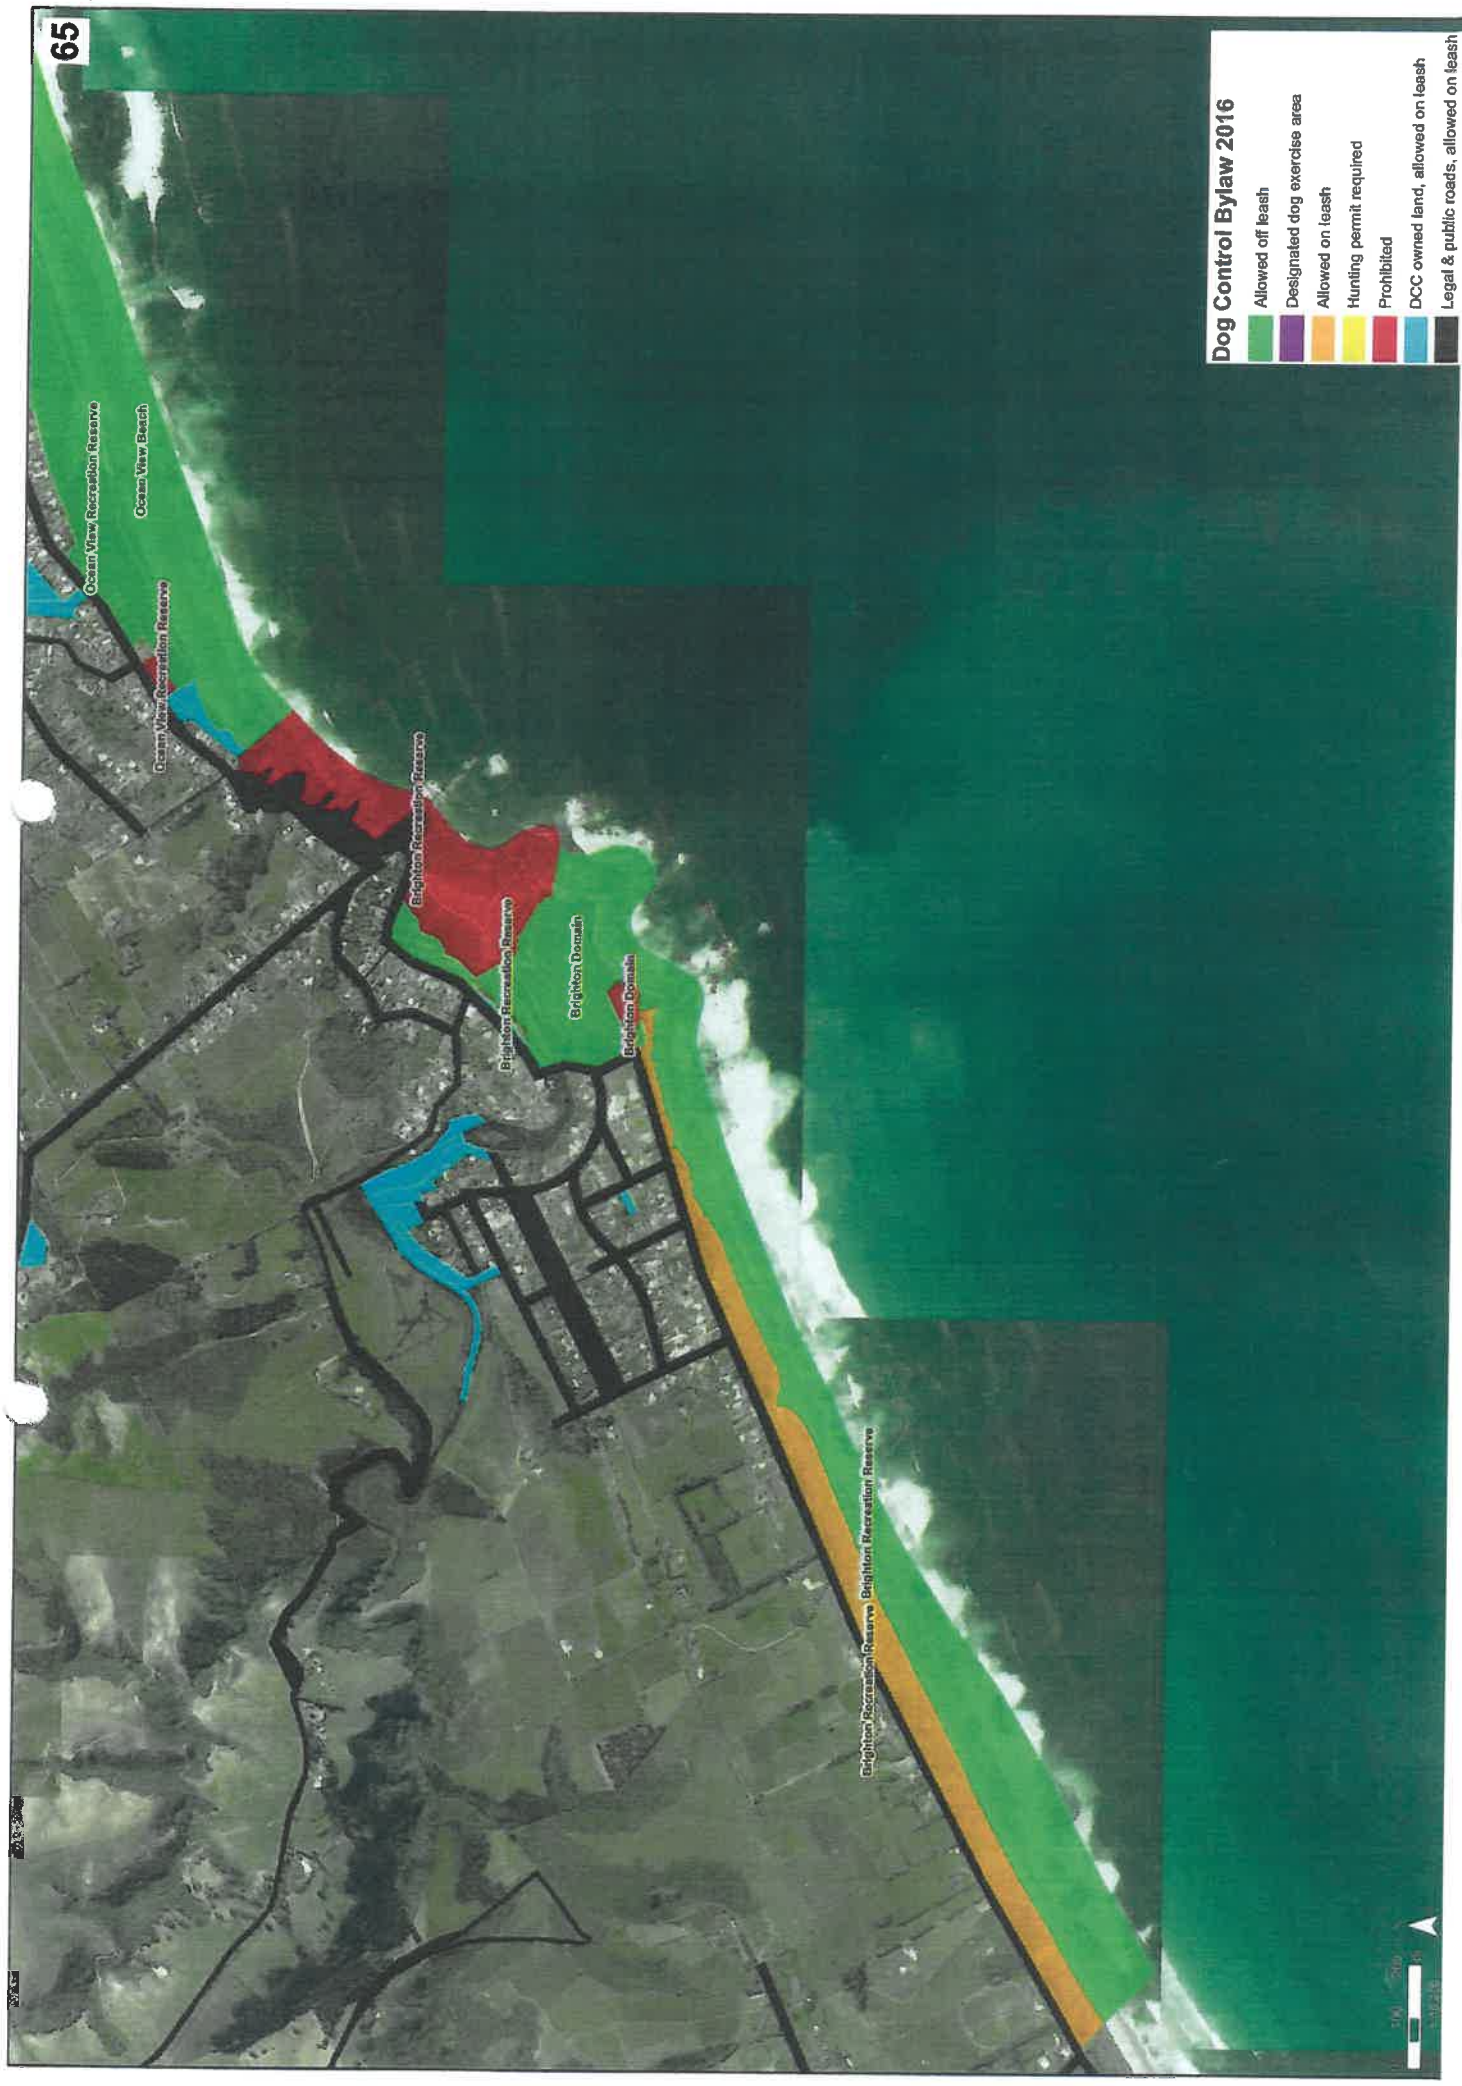 65
Ocean View Recreation Reserve
Ocean View Beach
Ocean View Recreation Reserve
Brighton Recreation Reserve
Brighton Recreation Reserve
Brighton Domain
Brighton Domain
Brighton Recreation Reserve
Brighton Recreation Reserve
Dog Control Bylaw 2016
Allowed off leash
Designated dog exercise area
Allowed on leash
Hunting permit required
Prohibited
DCC owned land, allowed on leash
Legal & public roads, allowed on leash